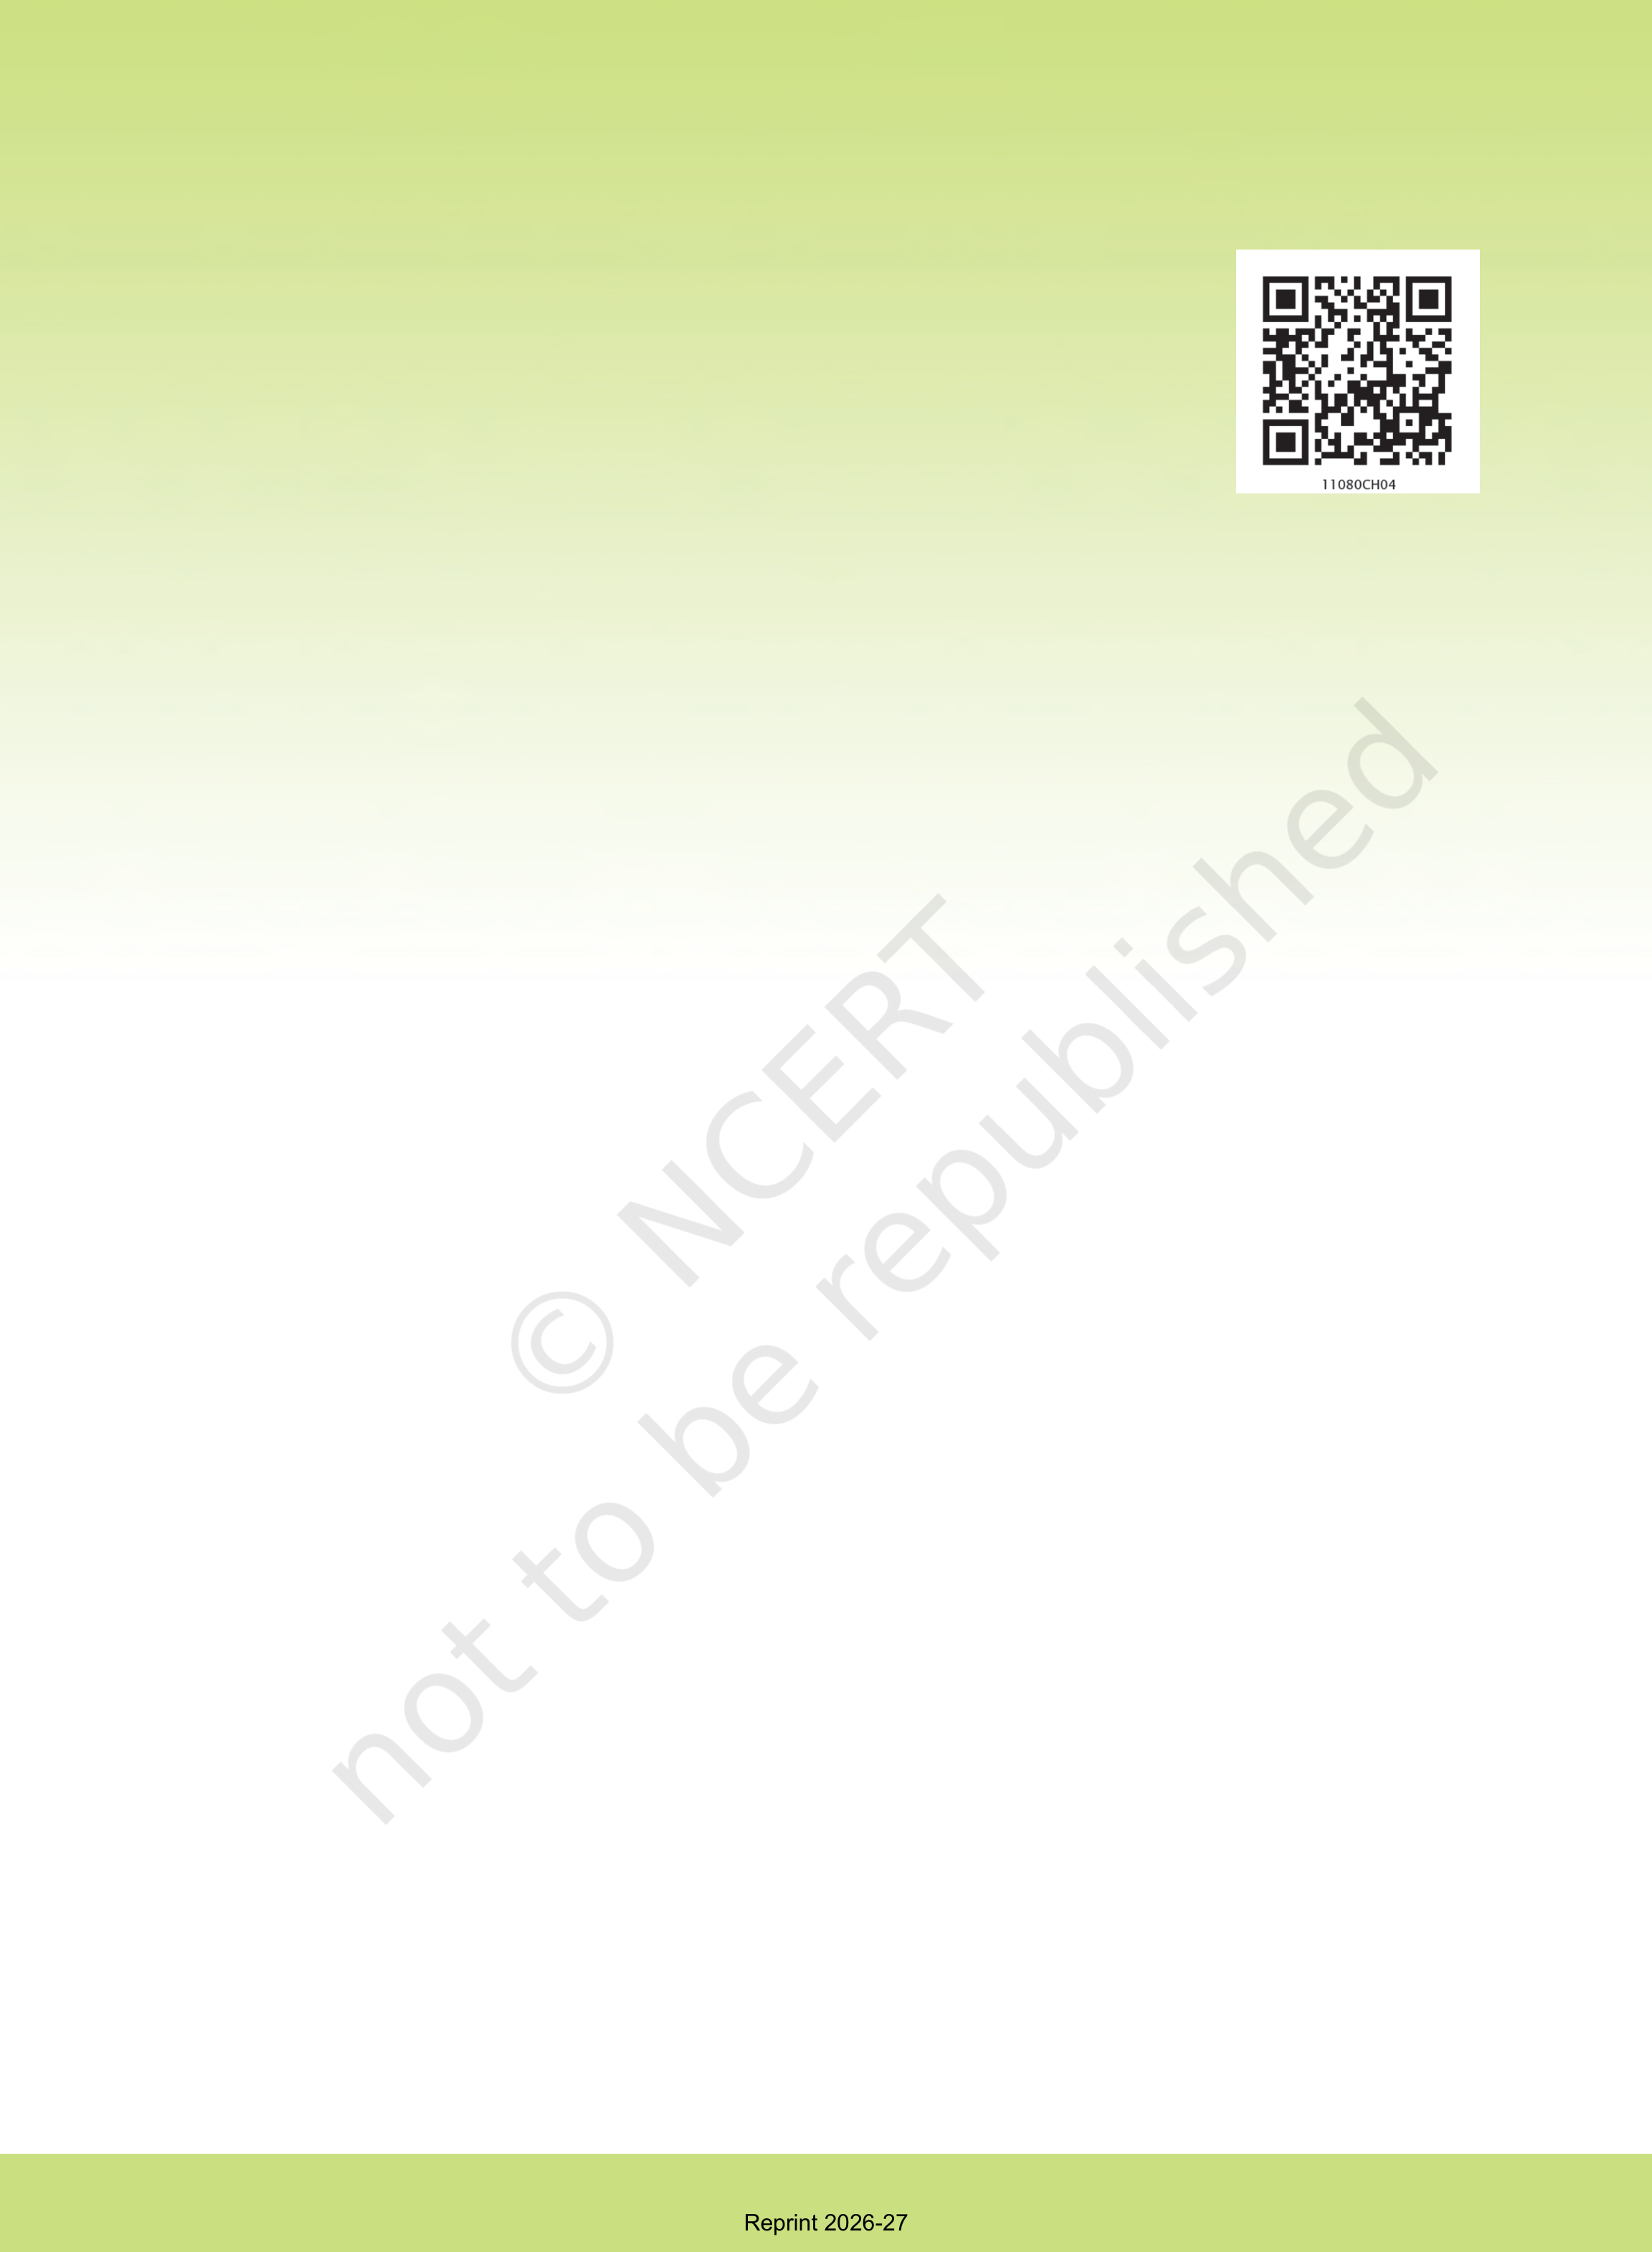 11080CH04
© NCERT
not to be republished
Reprint 2026-27